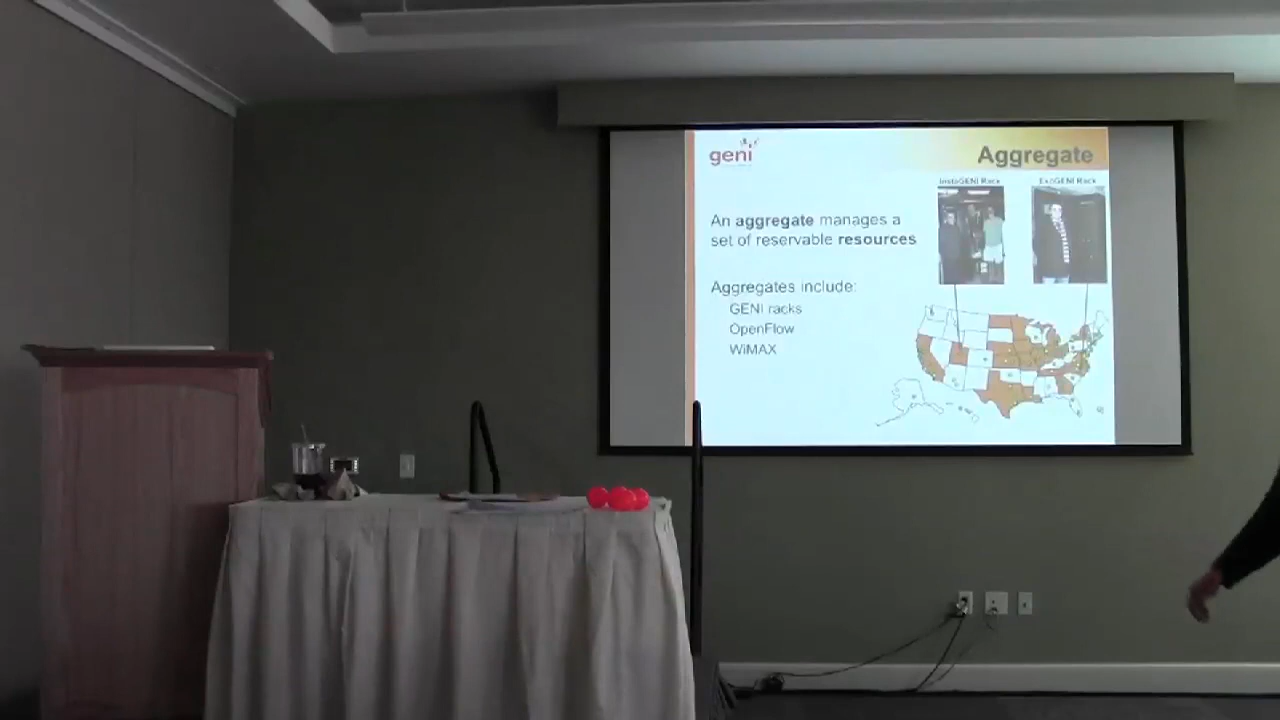 geni
Aggregate
InstaGENI Rack
ExoGENI Rack
An aggregate manages a
set of reservable resources
Aggregates include:
GENI racks
OpenFlow
WiMAX